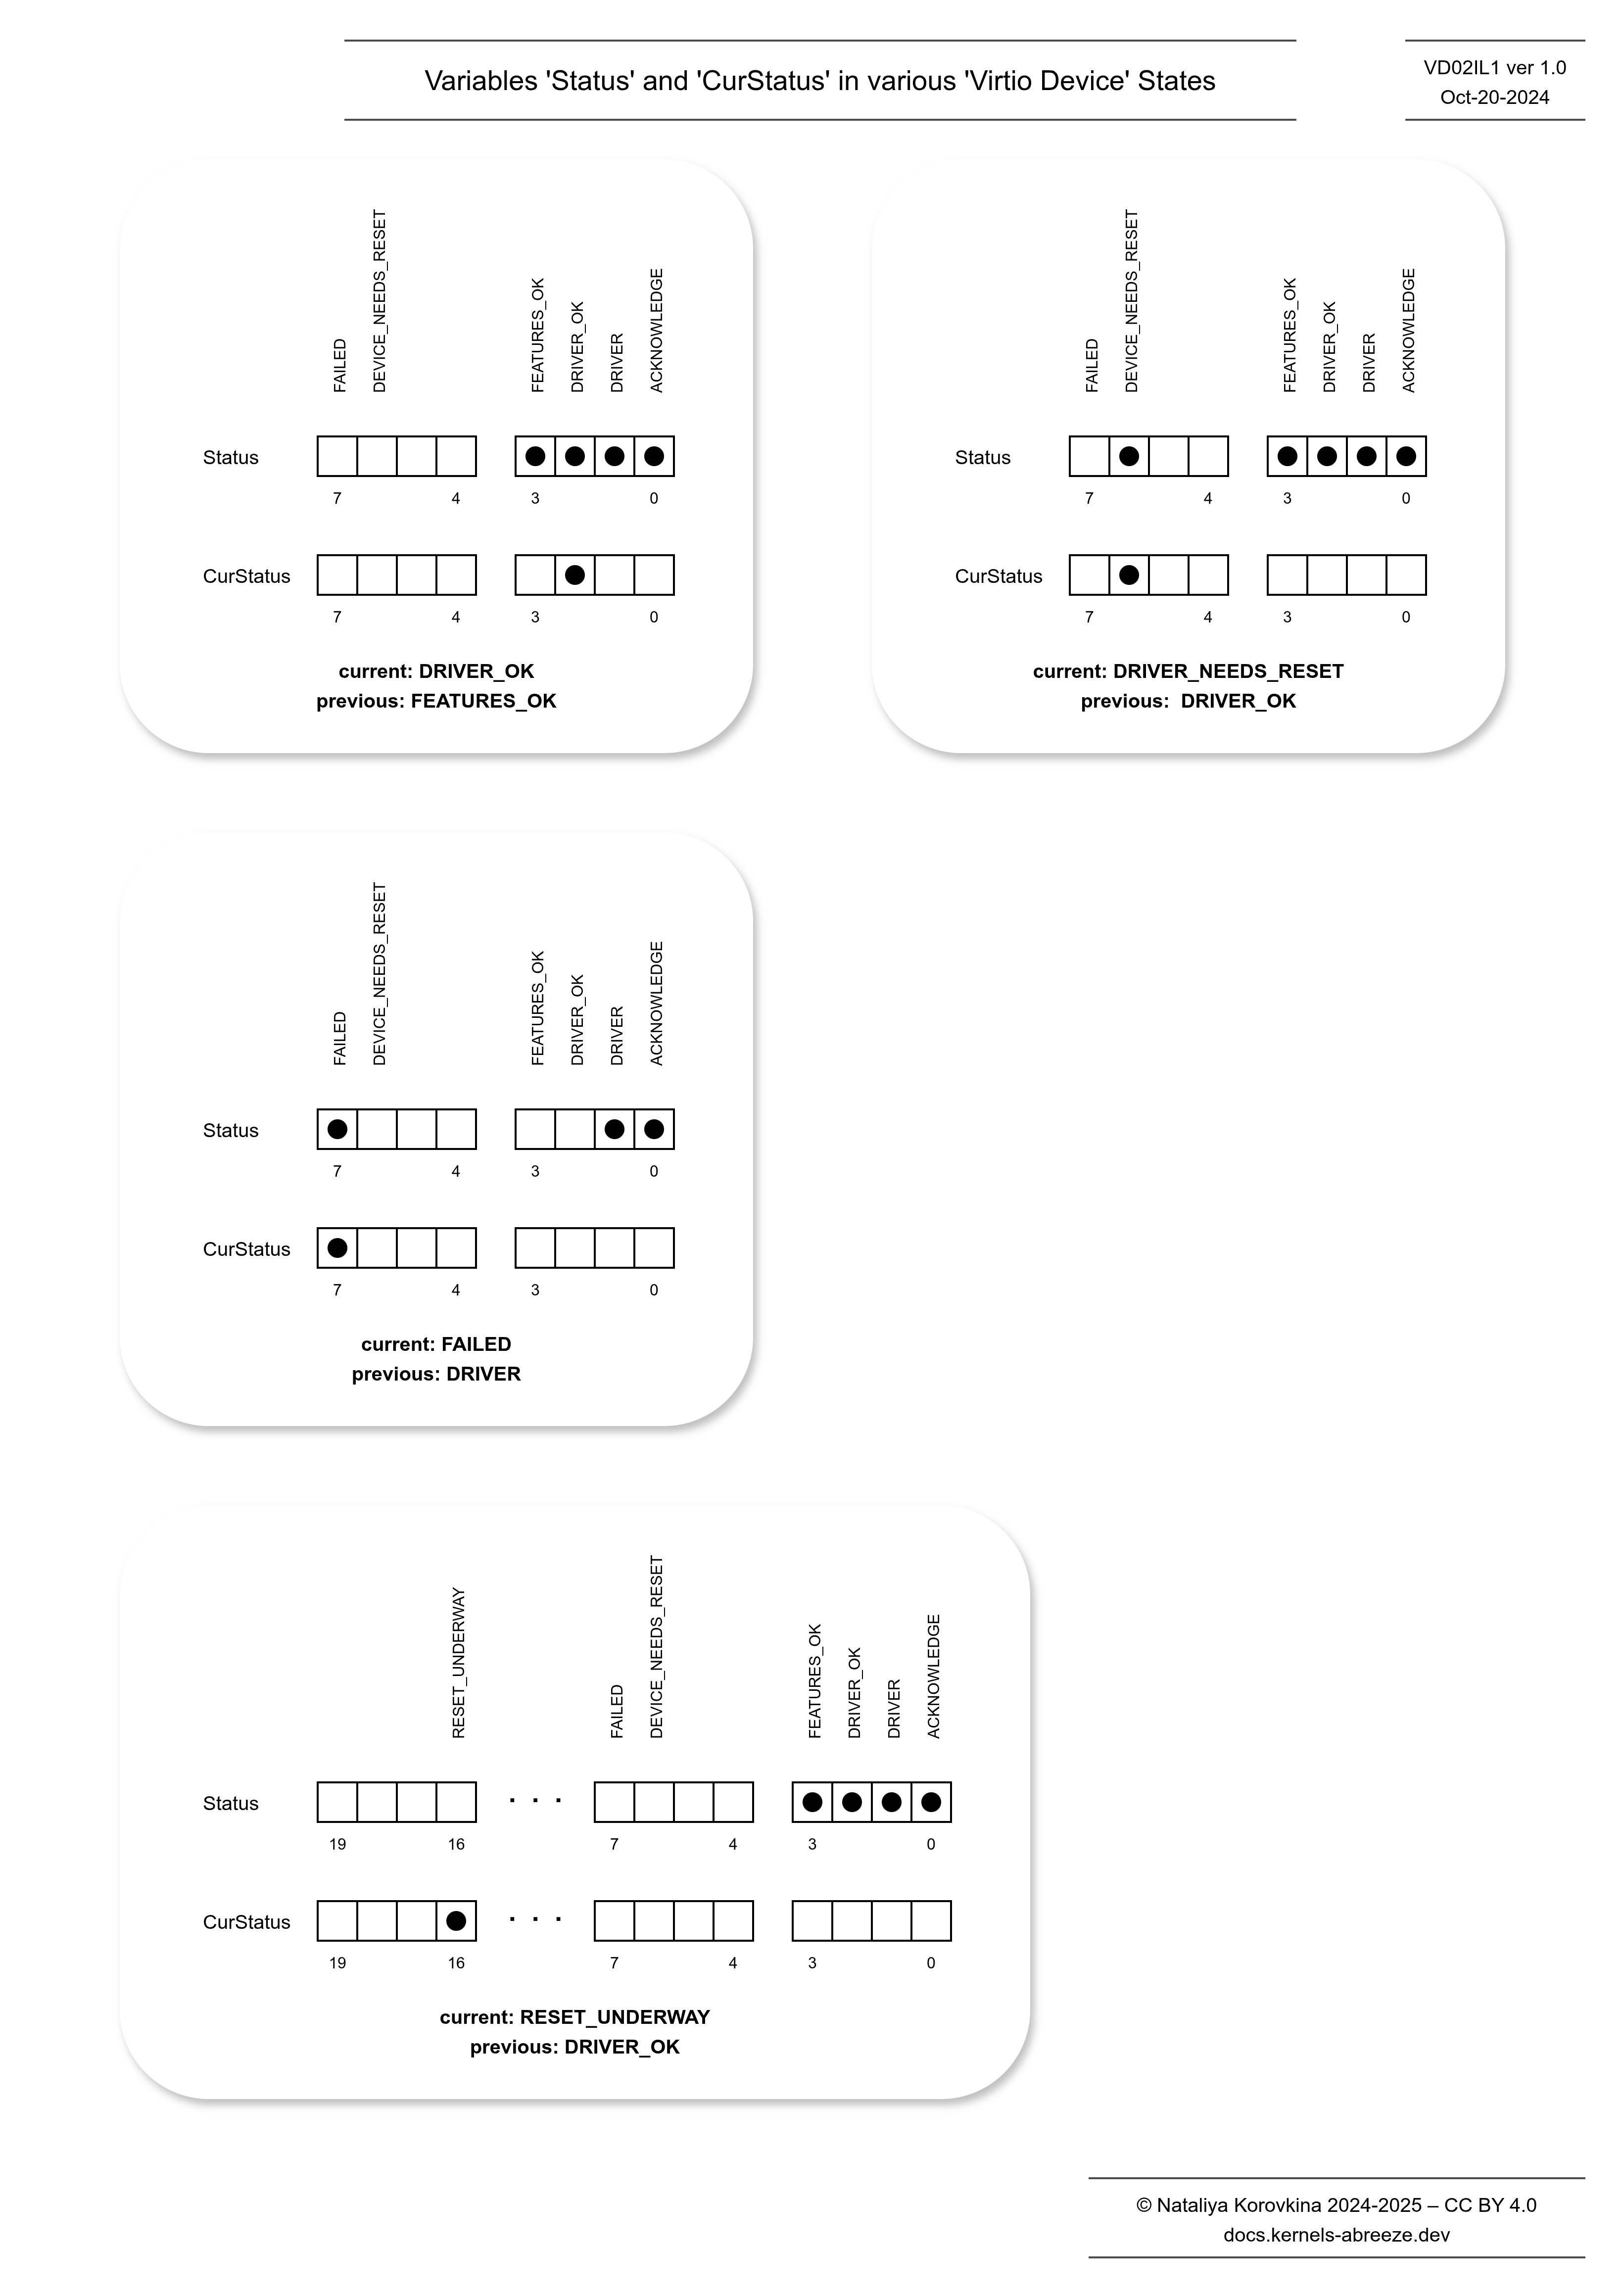 Variables 'Status' and 'CurStatus' in various 'Virtio Device' States
VD02IL1 ver 1.0
Oct-20-2024
FAILED
DEVICE_NEEDS_RESET
FEATURES_OK
DRIVER_OK
DRIVER
ACKNOWLEDGE
Status
7 4 3 0
CurStatus
7 4 3 0
current: DRIVER_OK
previous: FEATURES_OK
FAILED
DEVICE_NEEDS_RESET
FEATURES_OK
DRIVER_OK
DRIVER
ACKNOWLEDGE
Status
7 4 3 0
CurStatus
7 4 3 0
current: DRIVER_NEEDS_RESET
previous: DRIVER_OK
FAILED
DEVICE_NEEDS_RESET
FEATURES_OK
DRIVER_OK
DRIVER
ACKNOWLEDGE
Status
7 4 3 0
CurStatus
7 4 3 0
current: FAILED
previous: DRIVER
RESET_UNDERWAY
FAILED
DEVICE_NEEDS_RESET
FEATURES_OK
DRIVER_OK
DRIVER
ACKNOWLEDGE
Status . . .
19 16 7 4 3 0
CurStatus . . .
19 16 7 4 3 0
current: RESET_UNDERWAY
previous: DRIVER_OK
© Nataliya Korovkina 2024-2025 – CC BY 4.0
docs.kernels-abreeze.dev